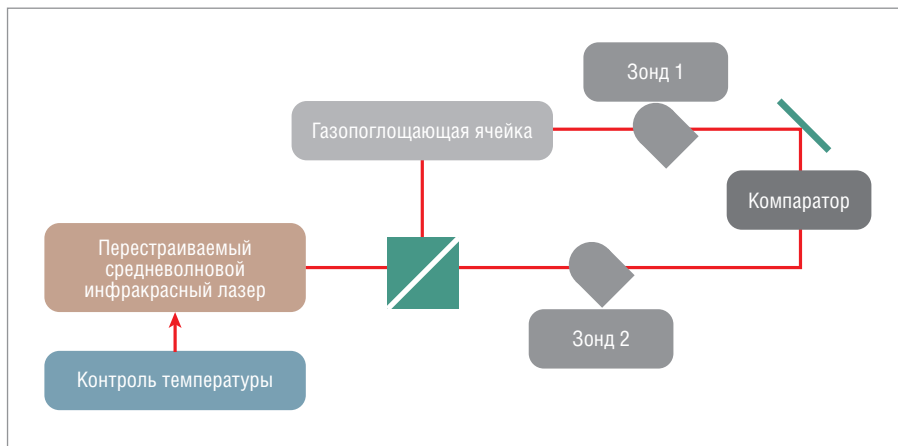 Зонд 1
Газопоглощающая ячейка
Компаратор
Перестраиваемый
средневолновой
инфракрасный лазер
Зонд 2
Контроль температуры